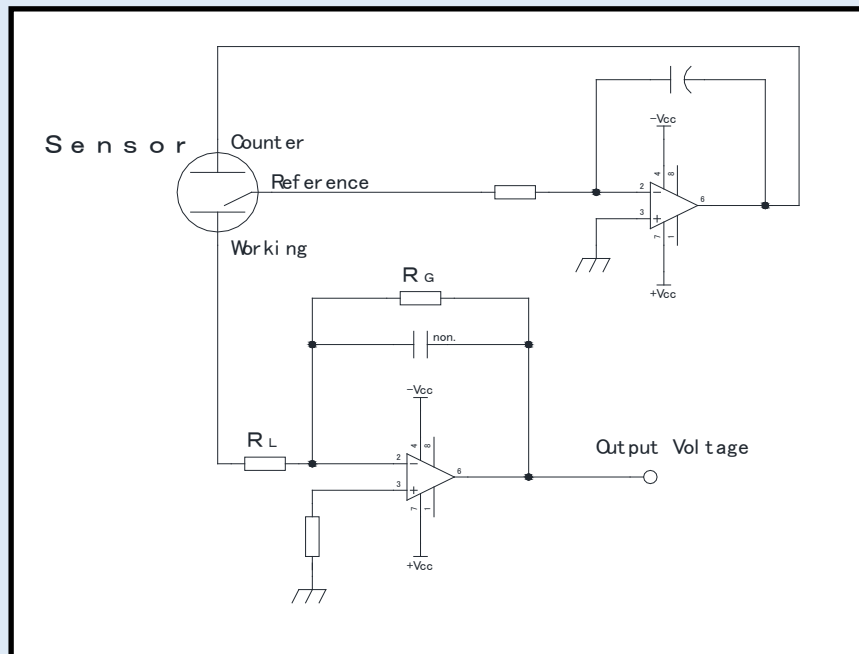 -Vcc
Sensor
Counter
4
8
Reference
2
-
6
3
+
7
1
Working
+Vcc
RG
non.
-Vcc
4
8
RL
2
-
6
Output Voltage
3
+
7
1
+Vcc